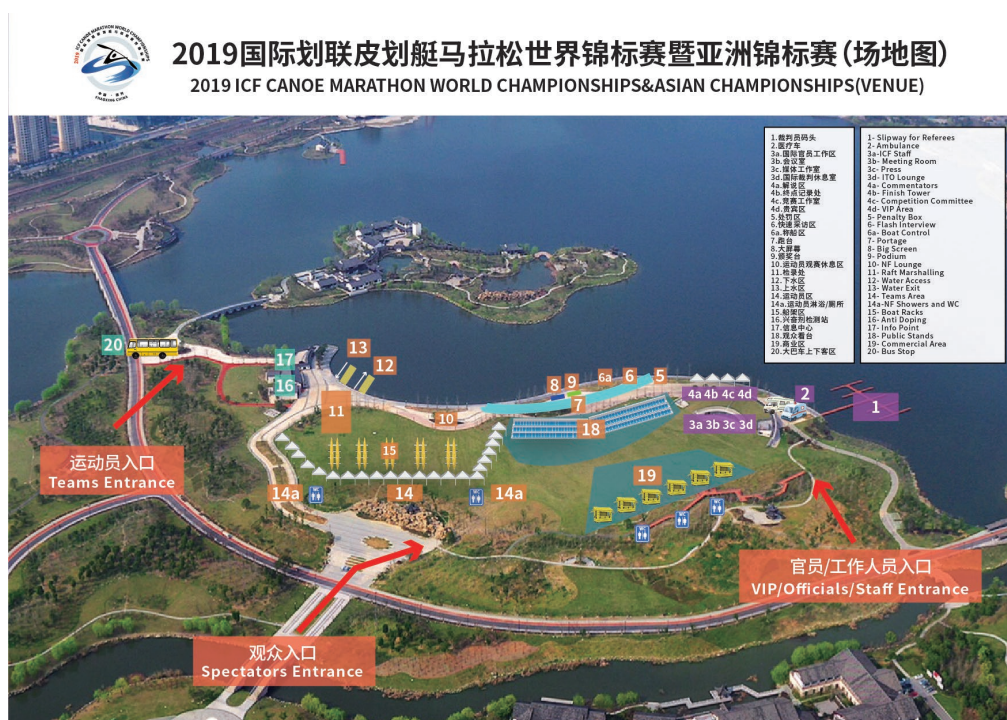 2019国际划联皮划艇马拉松世界锦标赛暨亚洲锦标赛(场地图)
2019 ICF CANOE MARATHON WORLD CHAMPIONSHIPS&ASIAN CHAMPIONSHIPS(VENUE)
1.裁判员码头
2.医疗车
3a.国际官员工作区
3b.会议室
3c.媒体工作室
3d.国际裁判休息室
4a.解说区
4b.终点记录处
4c.竞赛工作室
4d.贵宾区
5.处罚区
6.快速采访区
6a.称船区
7.跑台
8.大屏幕
9.颁奖台
10.运动员观赛休息区
11.检录处
12.下水区
13.上水区
14.运动员区
14a.运动员淋浴/厕所
15.船架区
16.兴奋剂检测站
17.信息中心
18.观众看台
19.商业区
20.大巴车上下客区
1- Slipway for Referees
2- Ambulance
3a-ICF Staff
3b- Meeting Room
3c- Press
3d- ITO Lounge
4a- Commentators
4b- Finish Tower
4c- Competition Committee
4d- VIP Area
5- Penalty Box
6- Flash Interview
6a- Boat Control
7- Portage
8- Big Screen
9- Podium
10- NF Lounge
11- Raft Marshalling
12- Water Access
13- Water Exit
14- Teams Area
14a-NF Showers and WC
15- Boat Racks
16- Anti Doping
17- Info Point
18- Public Stands
19- Commercial Area
20- Bus Stop
20
17
16
13
12
11
10
15
8
9
6a
6
5
7
18
4a 4b 4c 4d
3a 3b 3c 3d
2
1
19
14a
14
14a
运动员入口
Teams Entrance
观众入口
Spectators Entrance
官员/工作人员入口
VIP/Officials/Staff Entrance